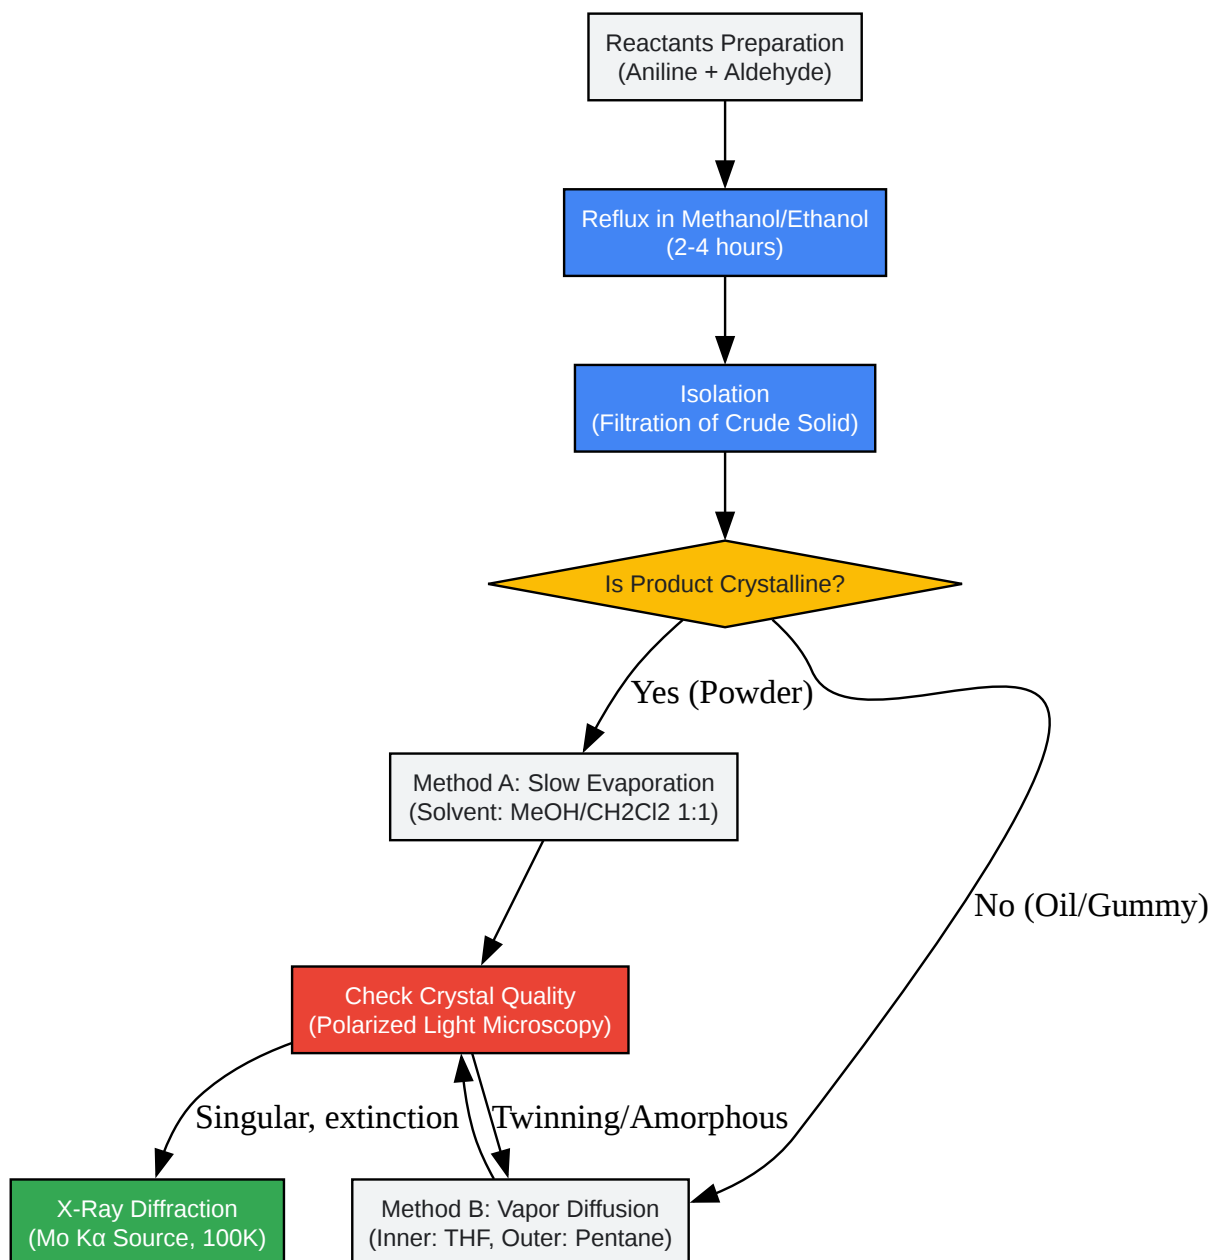 Reactants Preparation
(Aniline + Aldehyde)
Reflux in Methanol/Ethanol
(2-4 hours)
Isolation
(Filtration of Crude Solid)
Is Product Crystalline?
Yes (Powder)
Method A: Slow Evaporation
(Solvent: MeOH/CH2Cl2 1:1)
No (Oil/Gummy)
Check Crystal Quality
(Polarized Light Microscopy)
Singular, extinction
Twinning/Amorphous
X-Ray Diffraction
(Mo Kα Source, 100K)
Method B: Vapor Diffusion
(Inner: THF, Outer: Pentane)